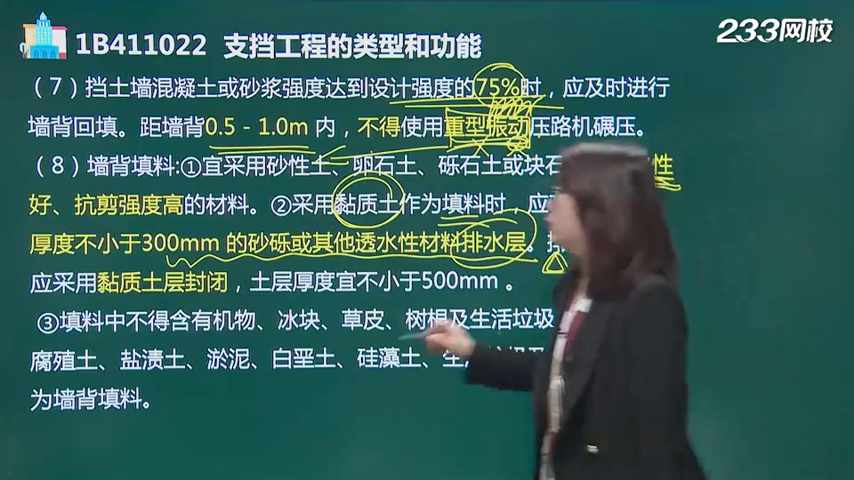 233网校
1B411022 支挡工程的类型和功能
（7）挡土墙混凝土或砂浆强度达到设计强度的75%时，应及时进行
墙背回填。距墙背0.5－1.0m 内，不得使用重型振动压路机碾压。
（8）墙背填料:①宜采用砂性土、卵石土、砾石土或块石 性
好、抗剪强度高的材料。②采用黏质土作为填料时，应
厚度不小于300mm 的砂砾或其他透水性材料排水层。排
应采用黏质土层封闭，土层厚度宜不小于500mm 。
③填料中不得含有机物、冰块、草皮、树根及生活垃圾
腐殖土、盐渍土、淤泥、白垩土、硅藻土、生
为墙背填料。